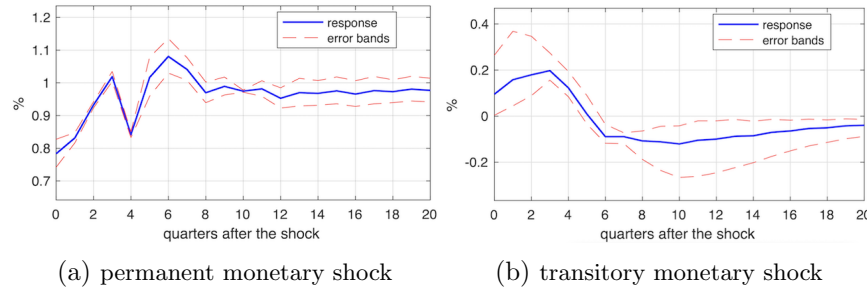 response
error bands
%
1.2
1.1
1
0.9
0.8
0.7
0 2 4 6 8 10 12 14 16 18 20
quarters after the shock
(a) permanent monetary shock
response
error bands
%
0.4
0.2
0
-0.2
0 2 4 6 8 10 12 14 16 18 20
quarters after the shock
(b) transitory monetary shock